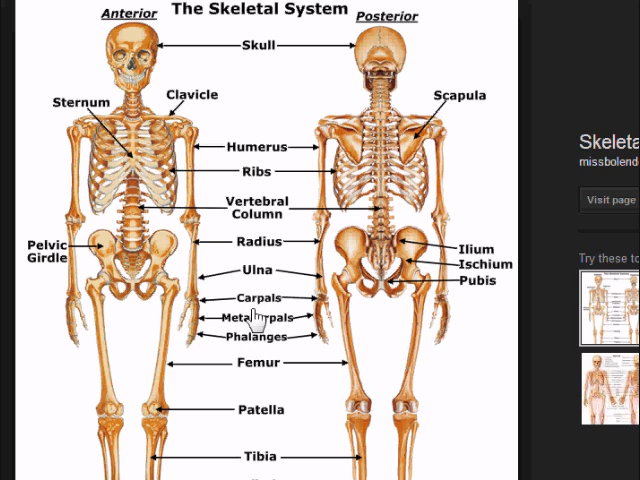 The Skeletal System
Anterior
Posterior
Skull
Clavicle
Sternum
Scapula
Humerus
Ribs
Vertebral
Column
Radius
Pelvic
Girdle
Ilium
Ischium
Ulna
Pubis
Carpals
Phalanges
Femur
Patella
Tibia
Skeleta
missbolend
Visit page
Try these to